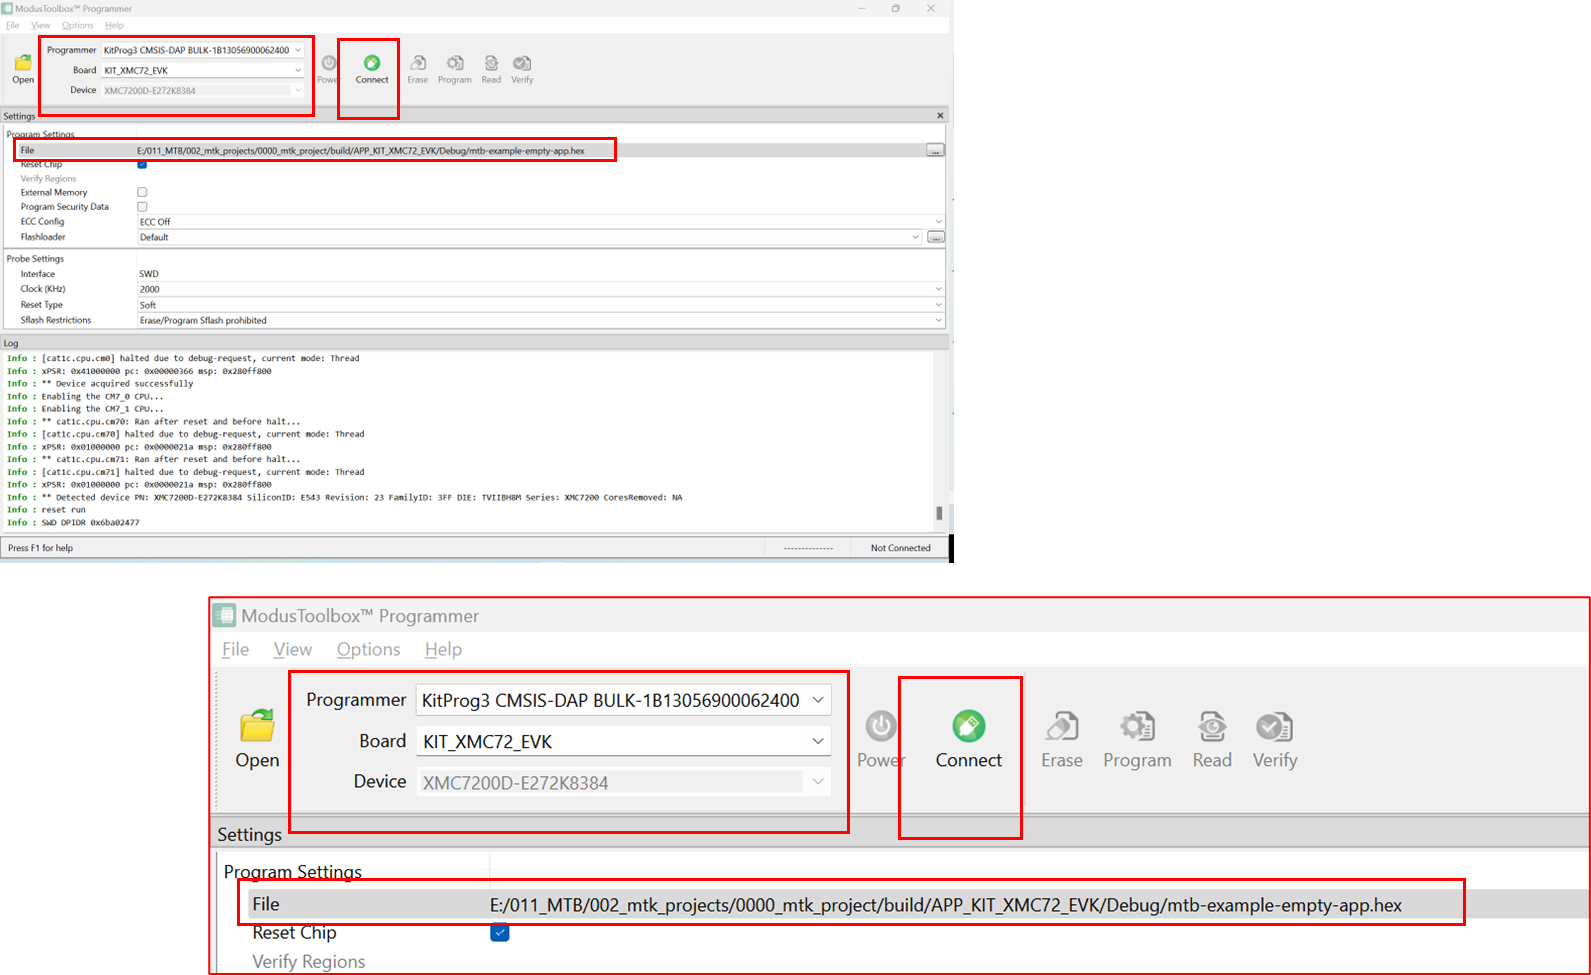 ModusToolbox™ Programmer
File View Options Help
Open
Programmer KitProg3 CMSIS-DAP BULK-1B13056900062400
Board KIT_XMC72_EVK
Device XMC7200D-E272K8384
Power Connect Erase Program Read Verify
Settings
Program Settings
File E:/011_MTB/002_mtk_projects/0000_mtk_project/build/APP_KIT_XMC72_EVK/Debug/mtb-example-empty-app.hex
...
Reset Chip
Verify Regions
External Memory
Program Security Data
ECC Config ECC Off
Flashloader Default
...
Probe Settings
Interface SWD
Clock (KHz) 2000
Reset Type Soft
Sflash Restrictions Erase/Program Sflash prohibited
Log
Info : [cat1c.cpu.cm0] halted due to debug-request, current mode: Thread
Info : xPSR: 0x41000000 pc: 0x00000366 msp: 0x280ff800
Info : ** Device acquired successfully
Info : Enabling the CM7_0 CPU...
Info : Enabling the CM7_1 CPU...
Info : ** cat1c.cpu.cm70: Ran after reset and before halt...
Info : [cat1c.cpu.cm70] halted due to debug-request, current mode: Thread
Info : xPSR: 0x01000000 pc: 0x0000021a msp: 0x280ff800
Info : ** cat1c.cpu.cm71: Ran after reset and before halt...
Info : [cat1c.cpu.cm71] halted due to debug-request, current mode: Thread
Info : xPSR: 0x01000000 pc: 0x0000021a msp: 0x280ff800
Info : ** Detected device PN: XMC7200D-E272K8384 SiliconID: E543 Revision: 23 FamilyID: 3FF DIE: TVIIBH8M Series: XMC7200 CoresRemoved: NA
Info : reset run
Info : SWD DPIDR 0x6ba02477
Press F1 for help -------------- Not Connected
ModusToolbox™ Programmer
File View Options Help
Open
Programmer KitProg3 CMSIS-DAP BULK-1B13056900062400
Board KIT_XMC72_EVK
Device XMC7200D-E272K8384
Power Connect Erase Program Read Verify
Settings
Program Settings
File E:/011_MTB/002_mtk_projects/0000_mtk_project/build/APP_KIT_XMC72_EVK/Debug/mtb-example-empty-app.hex
Reset Chip
Verify Regions